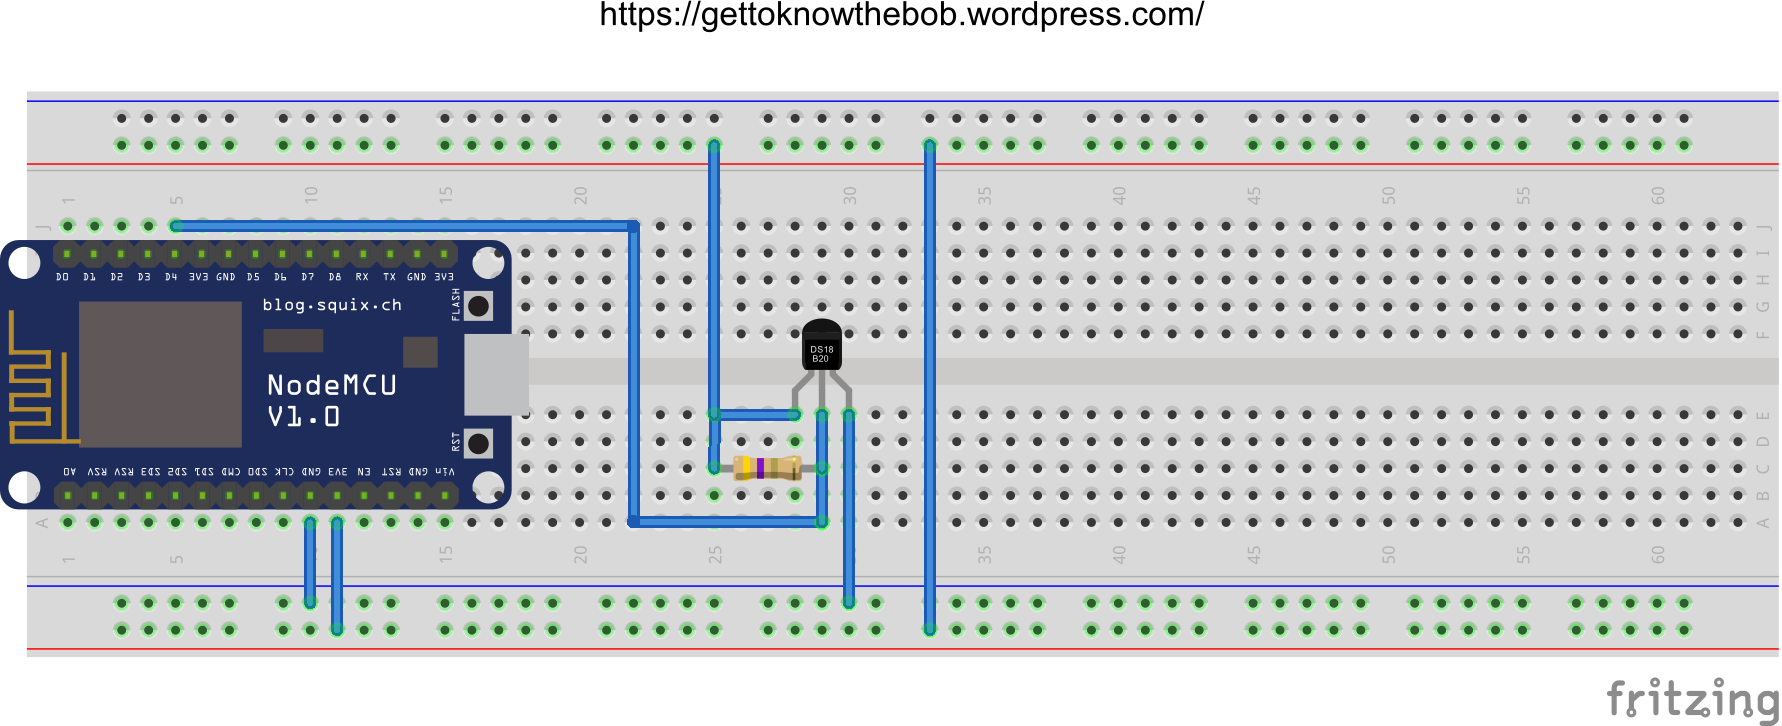 https://gettoknowthebob.wordpress.com/
1 5 10 15 20 25 30 35 40 45 50 55 60
J J
D0 D1 D2 D3 D4 3V3 GND D5 D6 D7 D8 RX TX GND 3V3
I
H
blog.squix.ch
FLASH
G
F
DS18
B20
NodeMCU
V1.0
E
RST
D
A0 RSV RSV SD3 SD2 SD1 CMD SD0 CLK GND 3V3 EN RST GND Vin
C
B
A A
1 5 15 20 25 35 40 45 50 55 60
fritzing